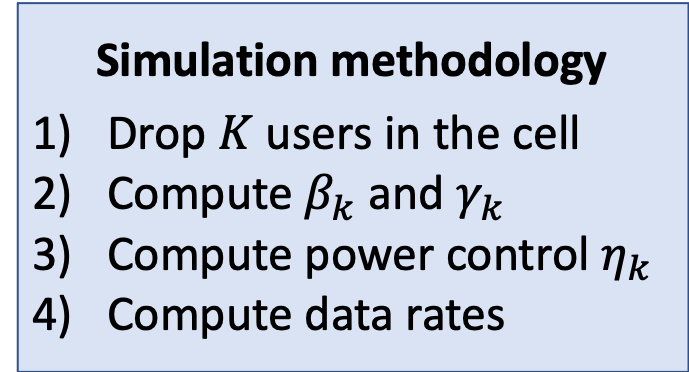 Simulation methodology
1) Drop K users in the cell
2) Compute βₖ and γₖ
3) Compute power control ηₖ
4) Compute data rates